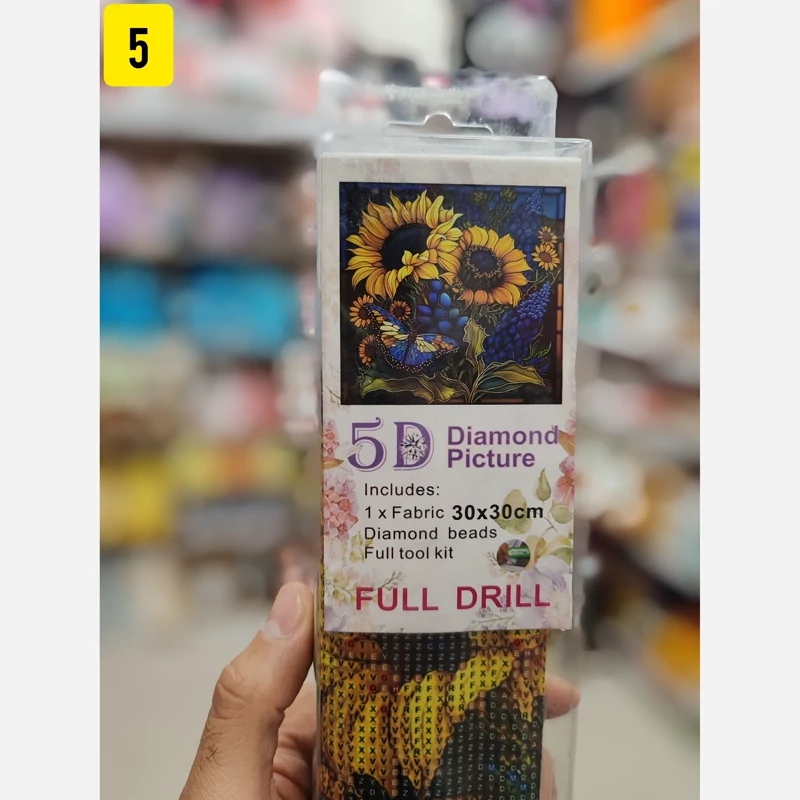 5
5D Diamond
Picture
Includes:
1 x Fabric 30x30cm
Diamond beads
Full tool kit
FULL DRILL